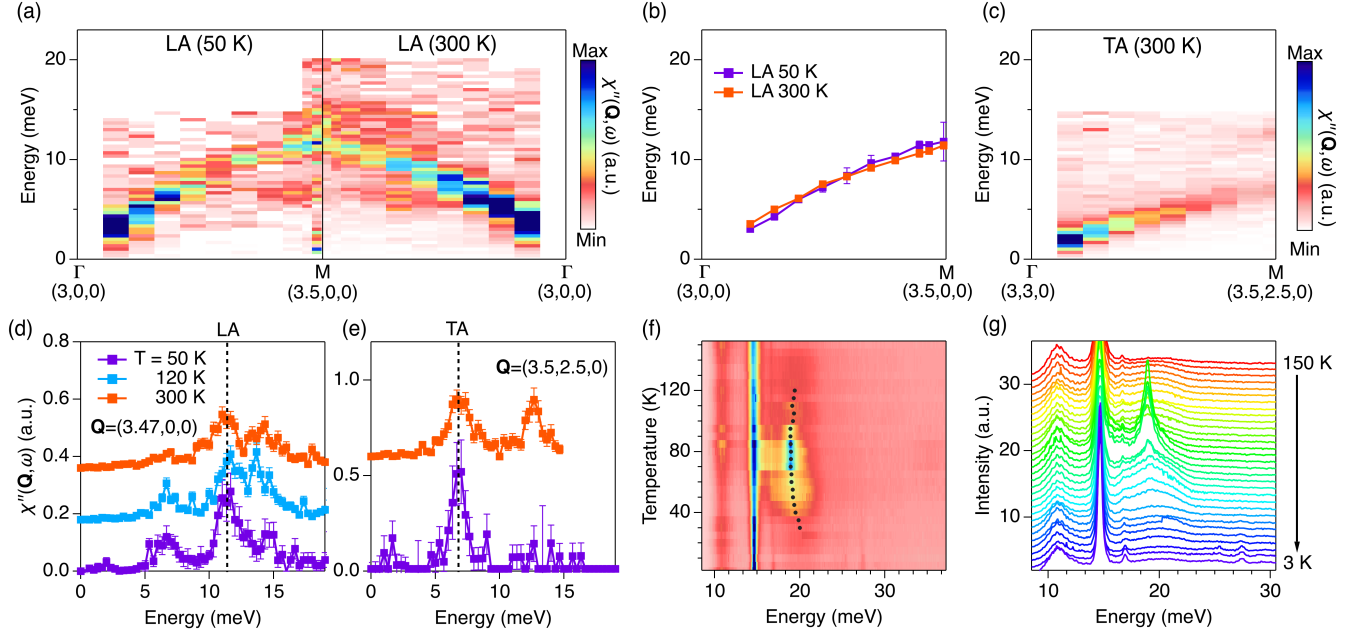 (a)
LA (50 K)
LA (300 K)
Energy (meV)
20
10
0
Γ
(3,0,0)
M
(3.5,0,0)
Γ
(3,0,0)
Max
χ″(Q,ω) (a.u.)
Min
(b)
LA 50 K
LA 300 K
Energy (meV)
20
10
0
Γ
(3,0,0)
M
(3.5,0,0)
(c)
TA (300 K)
Energy (meV)
20
10
0
Γ
(3,3,0)
M
(3.5,2.5,0)
Max
χ″(Q,ω) (a.u.)
Min
(d)
LA
T = 50 K
120 K
300 K
Q=(3.47,0,0)
χ″(Q,ω) (a.u.)
0.8
0.6
0.4
0.2
0.0
0 5 10 15
Energy (meV)
(e)
TA
Q=(3.5,2.5,0)
1.0
0.5
0.0
0 5 10 15
Energy (meV)
(f)
Temperature (K)
120
80
40
10 20 30
Energy (meV)
(g)
Intensity (a.u.)
30
20
10
150 K
3 K
10 20 30
Energy (meV)